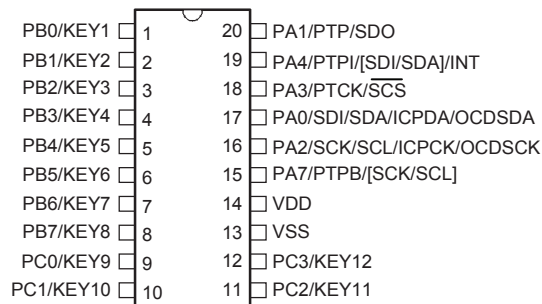 PB0/KEY1 1 20 PA1/PTP/SDO
PB1/KEY2 2 19 PA4/PTPI/[SDI/SDA]/INT
PB2/KEY3 3 18 PA3/PTCK/SCS
PB3/KEY4 4 17 PA0/SDI/SDA/ICPDA/OCDSDA
PB4/KEY5 5 16 PA2/SCK/SCL/ICPCK/OCDSCK
PB5/KEY6 6 15 PA7/PTPB/[SCK/SCL]
PB6/KEY7 7 14 VDD
PB7/KEY8 8 13 VSS
PC0/KEY9 9 12 PC3/KEY12
PC1/KEY10 10 11 PC2/KEY11